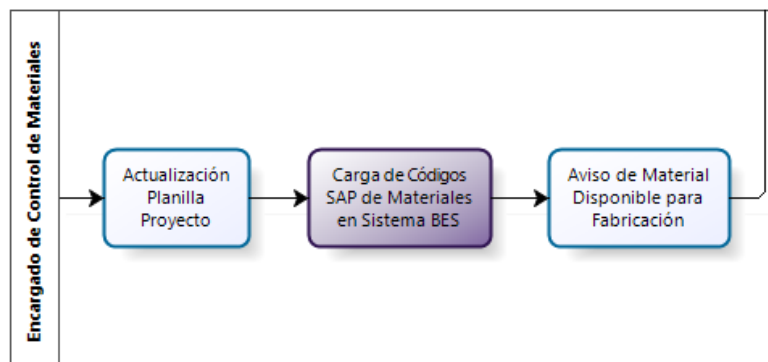 Encargado de Control de Materiales
Actualización
Planilla
Proyecto
Carga de Códigos
SAP de Materiales
en Sistema BES
Aviso de Material
Disponible para
Fabricación